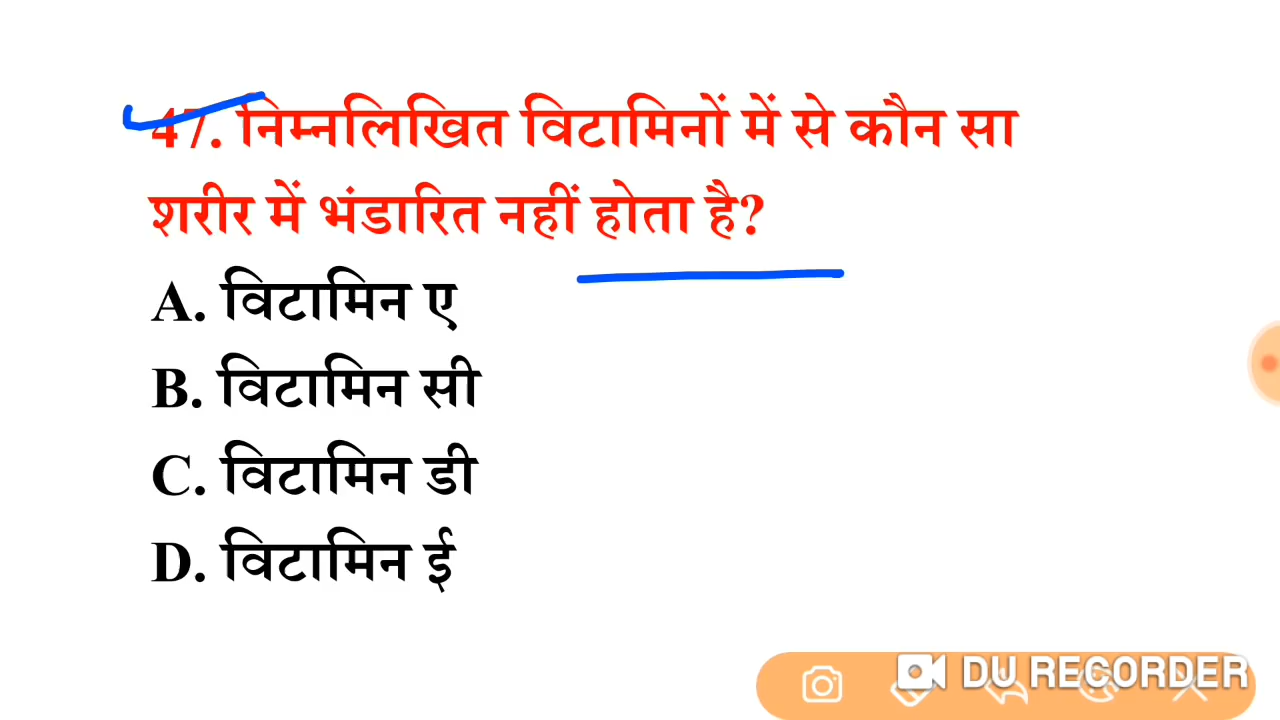 47. निम्नलिखित विटामिनों में से कौन सा
शरीर में भंडारित नहीं होता है?
A. विटामिन ए
B. विटामिन सी
C. विटामिन डी
D. विटामिन ई
DU RECORDER